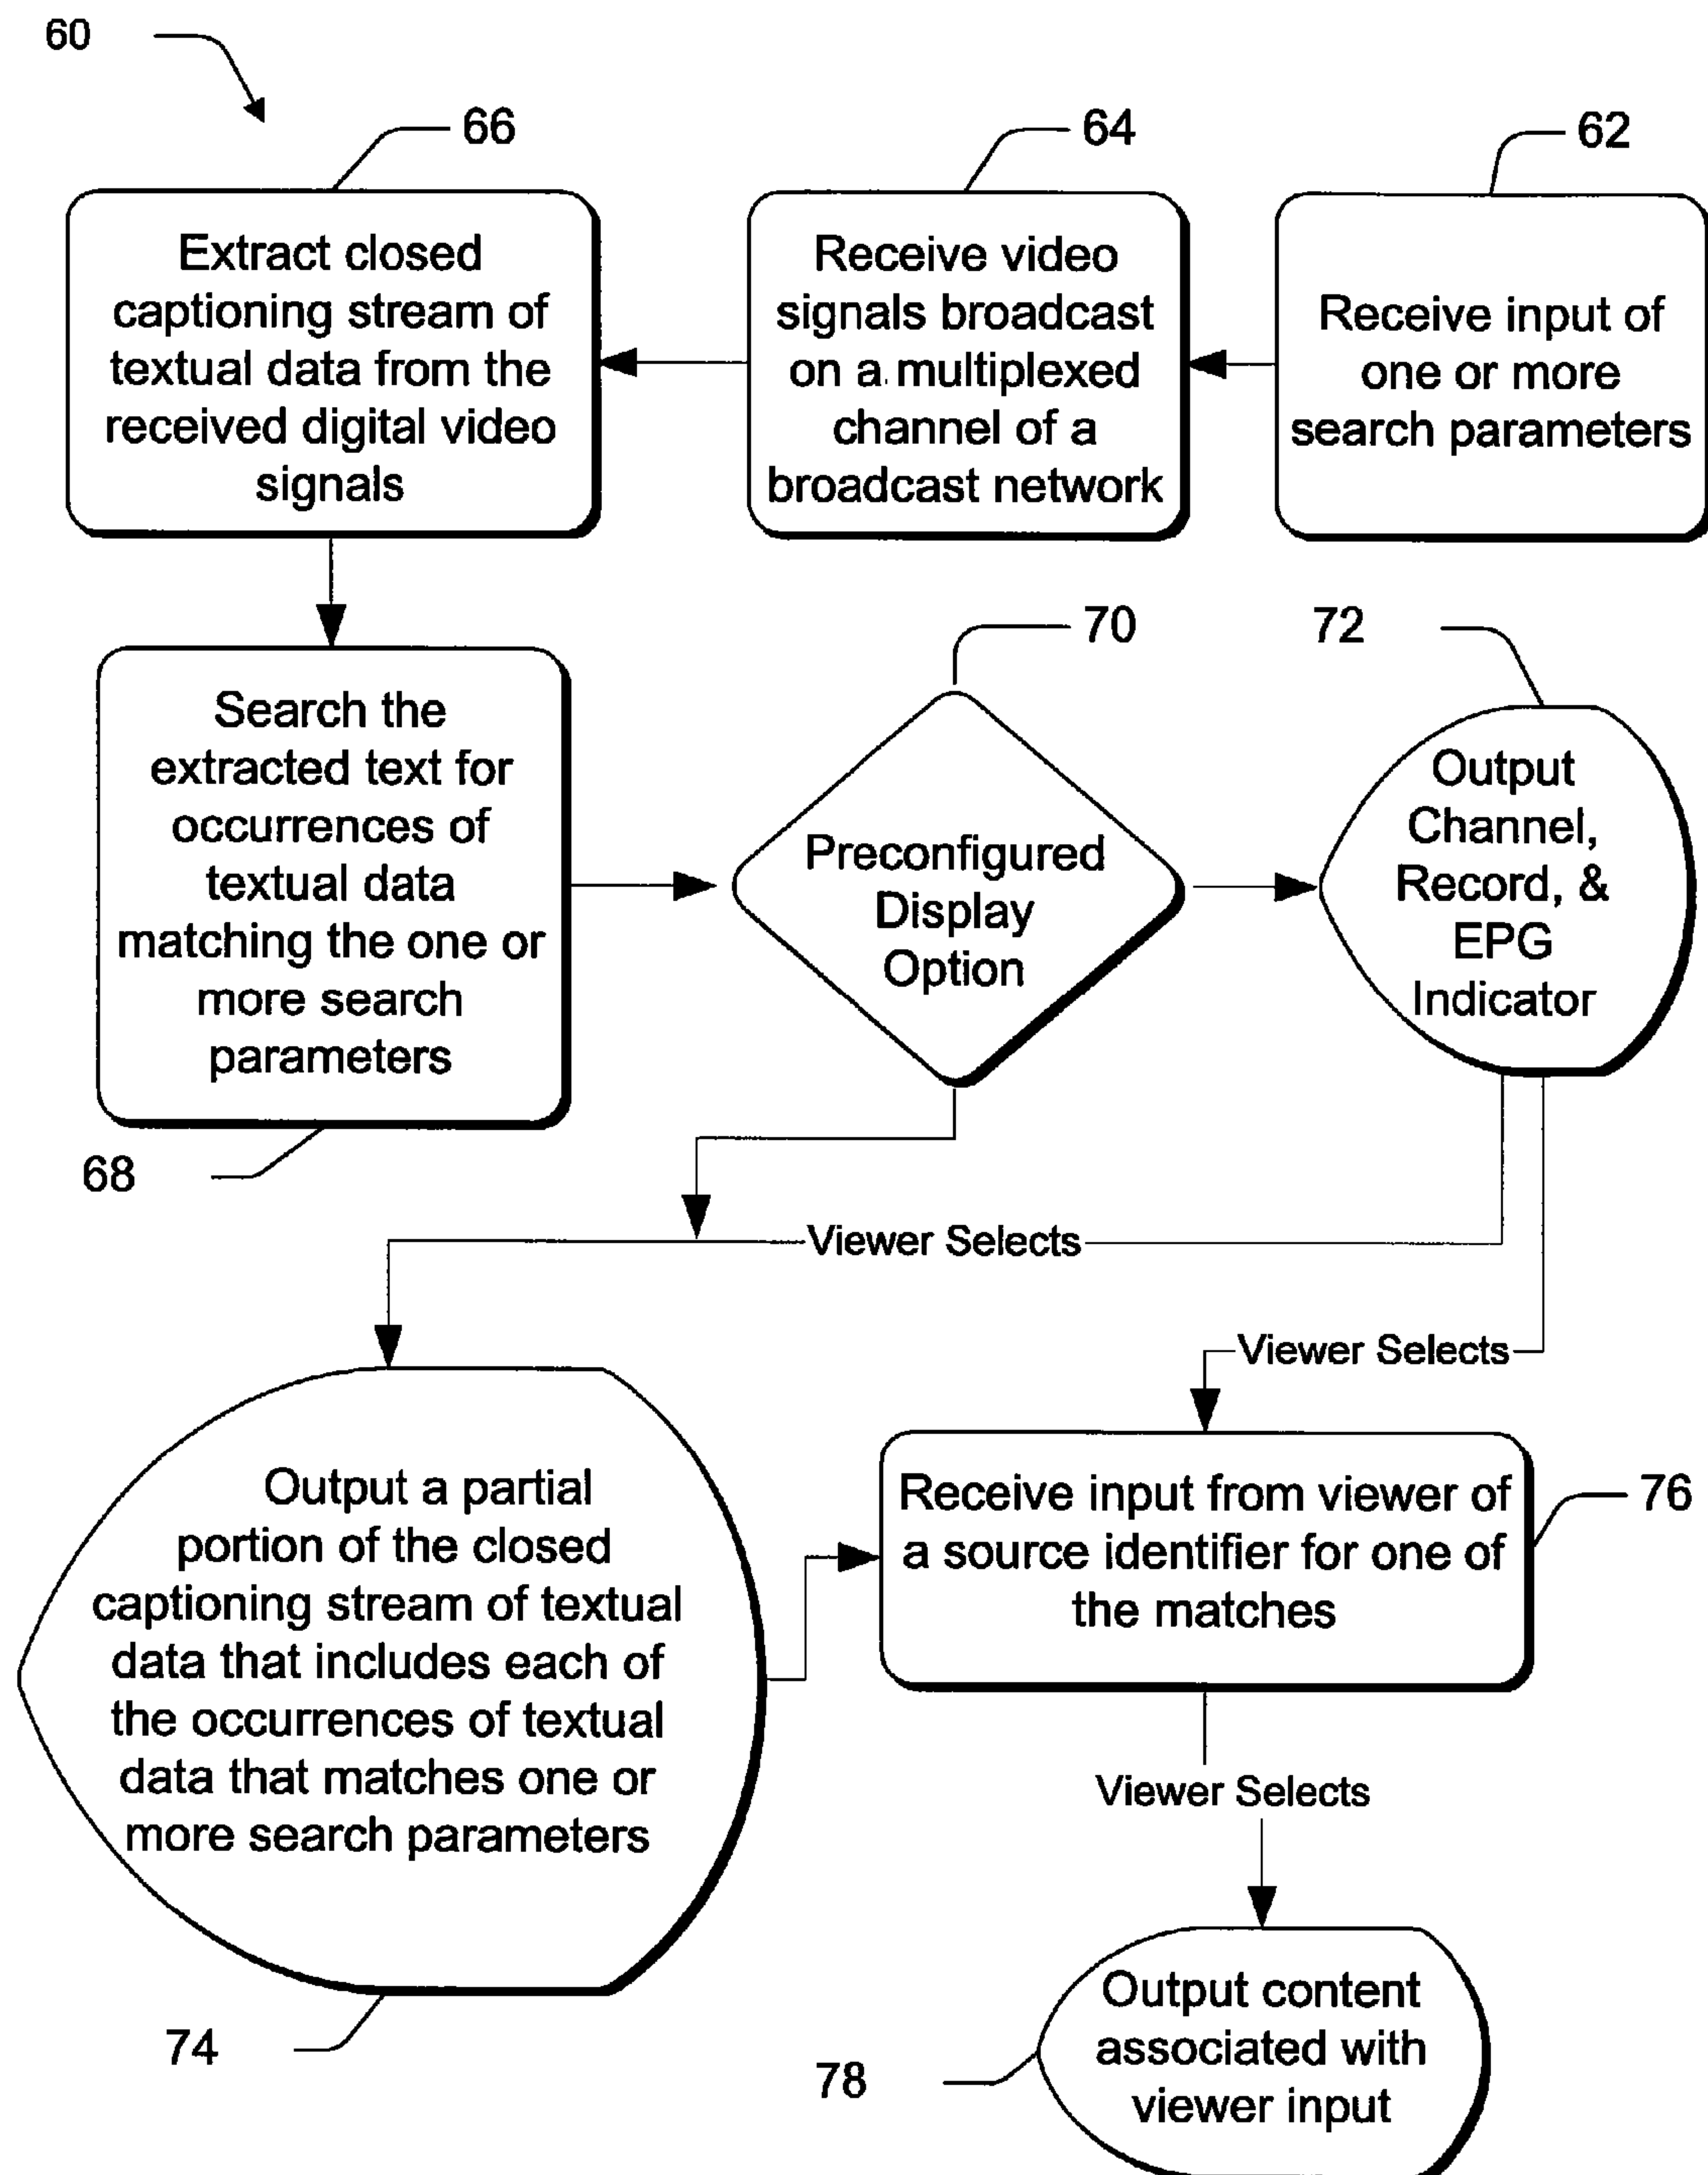 60
66
64
62
Extract closed
captioning stream of
textual data from the
received digital video
signals
Receive video
signals broadcast
on a multiplexed
channel of a
broadcast network
Receive input of
one or more
search parameters
70
72
Search the
extracted text for
occurrences of
textual data
matching the one or
more search
parameters
Preconfigured
Display
Option
Output
Channel,
Record, &
EPG
Indicator
68
Viewer Selects
Viewer Selects
Output a partial
portion of the closed
captioning stream of textual
data that includes each of
the occurrences of textual
data that matches one or
more search parameters
Receive input from viewer of
a source identifier for one of
the matches
76
Viewer Selects
74
78
Output content
associated with
viewer input